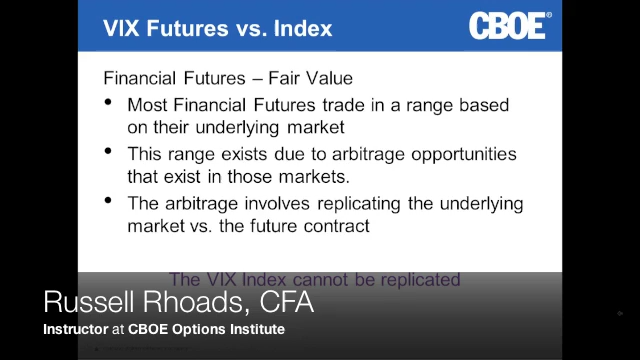 VIX Futures vs. Index
CBOE®
Financial Futures – Fair Value
• Most Financial Futures trade in a range based
on their underlying market
• This range exists due to arbitrage opportunities
that exist in those markets.
• The arbitrage involves replicating the underlying
market vs. the future contract
The VIX Index cannot be replicated
Russell Rhoads, CFA
Instructor at CBOE Options Institute